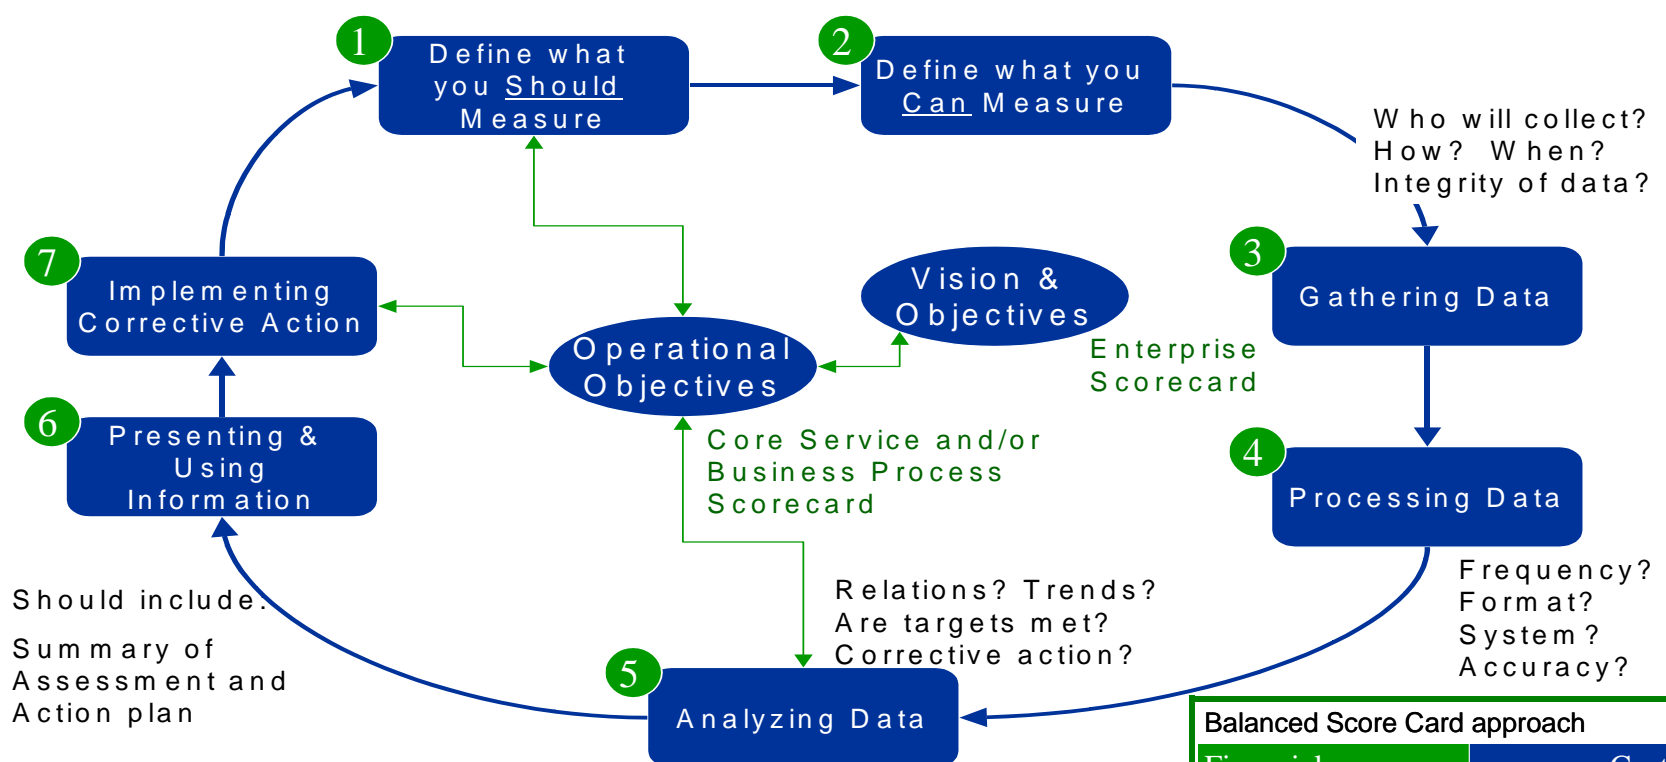 1
Define what
you Should
Measure
2
Define what you
Can Measure
Who will collect?
How? When?
Integrity of data?
3
Gathering Data
4
Processing Data
Frequency?
Format?
System?
Accuracy?
5
Analyzing Data
Relations? Trends?
Are targets met?
Corrective action?
6
Presenting &
Using
Information
Should include:
Summary of
Assessment and
Action plan
7
Implementing
Corrective Action
Operational
Objectives
Vision &
Objectives
Enterprise
Scorecard
Core Service and/or
Business Process
Scorecard
Balanced Score Card approach